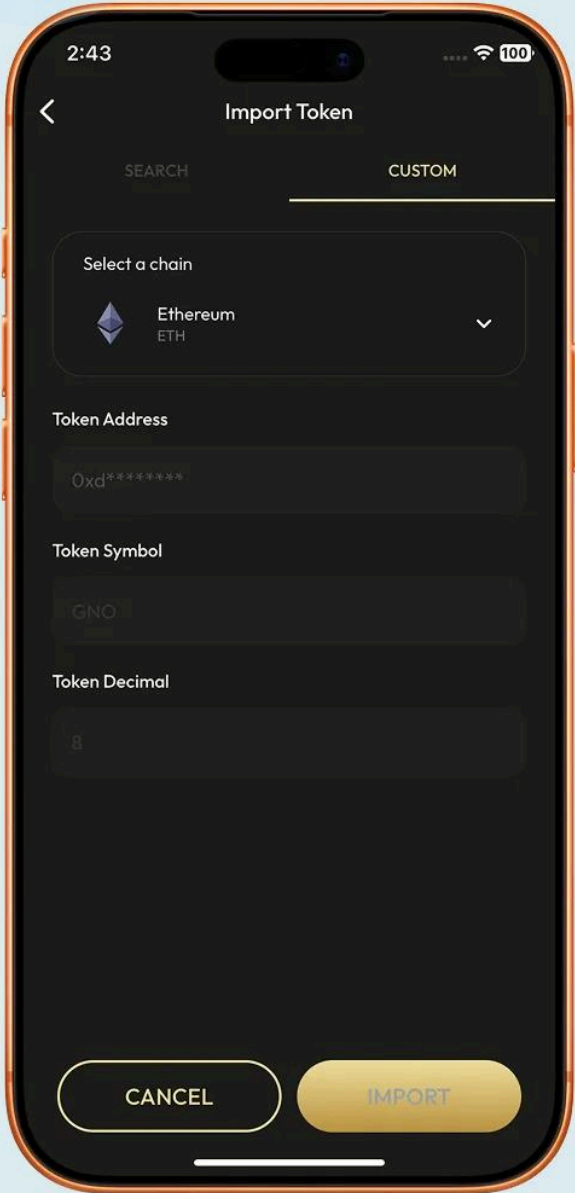 2:43
100
Import Token
SEARCH
CUSTOM
Select a chain
Ethereum
ETH
Token Address
0xd********
Token Symbol
GNO
Token Decimal
8
CANCEL
IMPORT